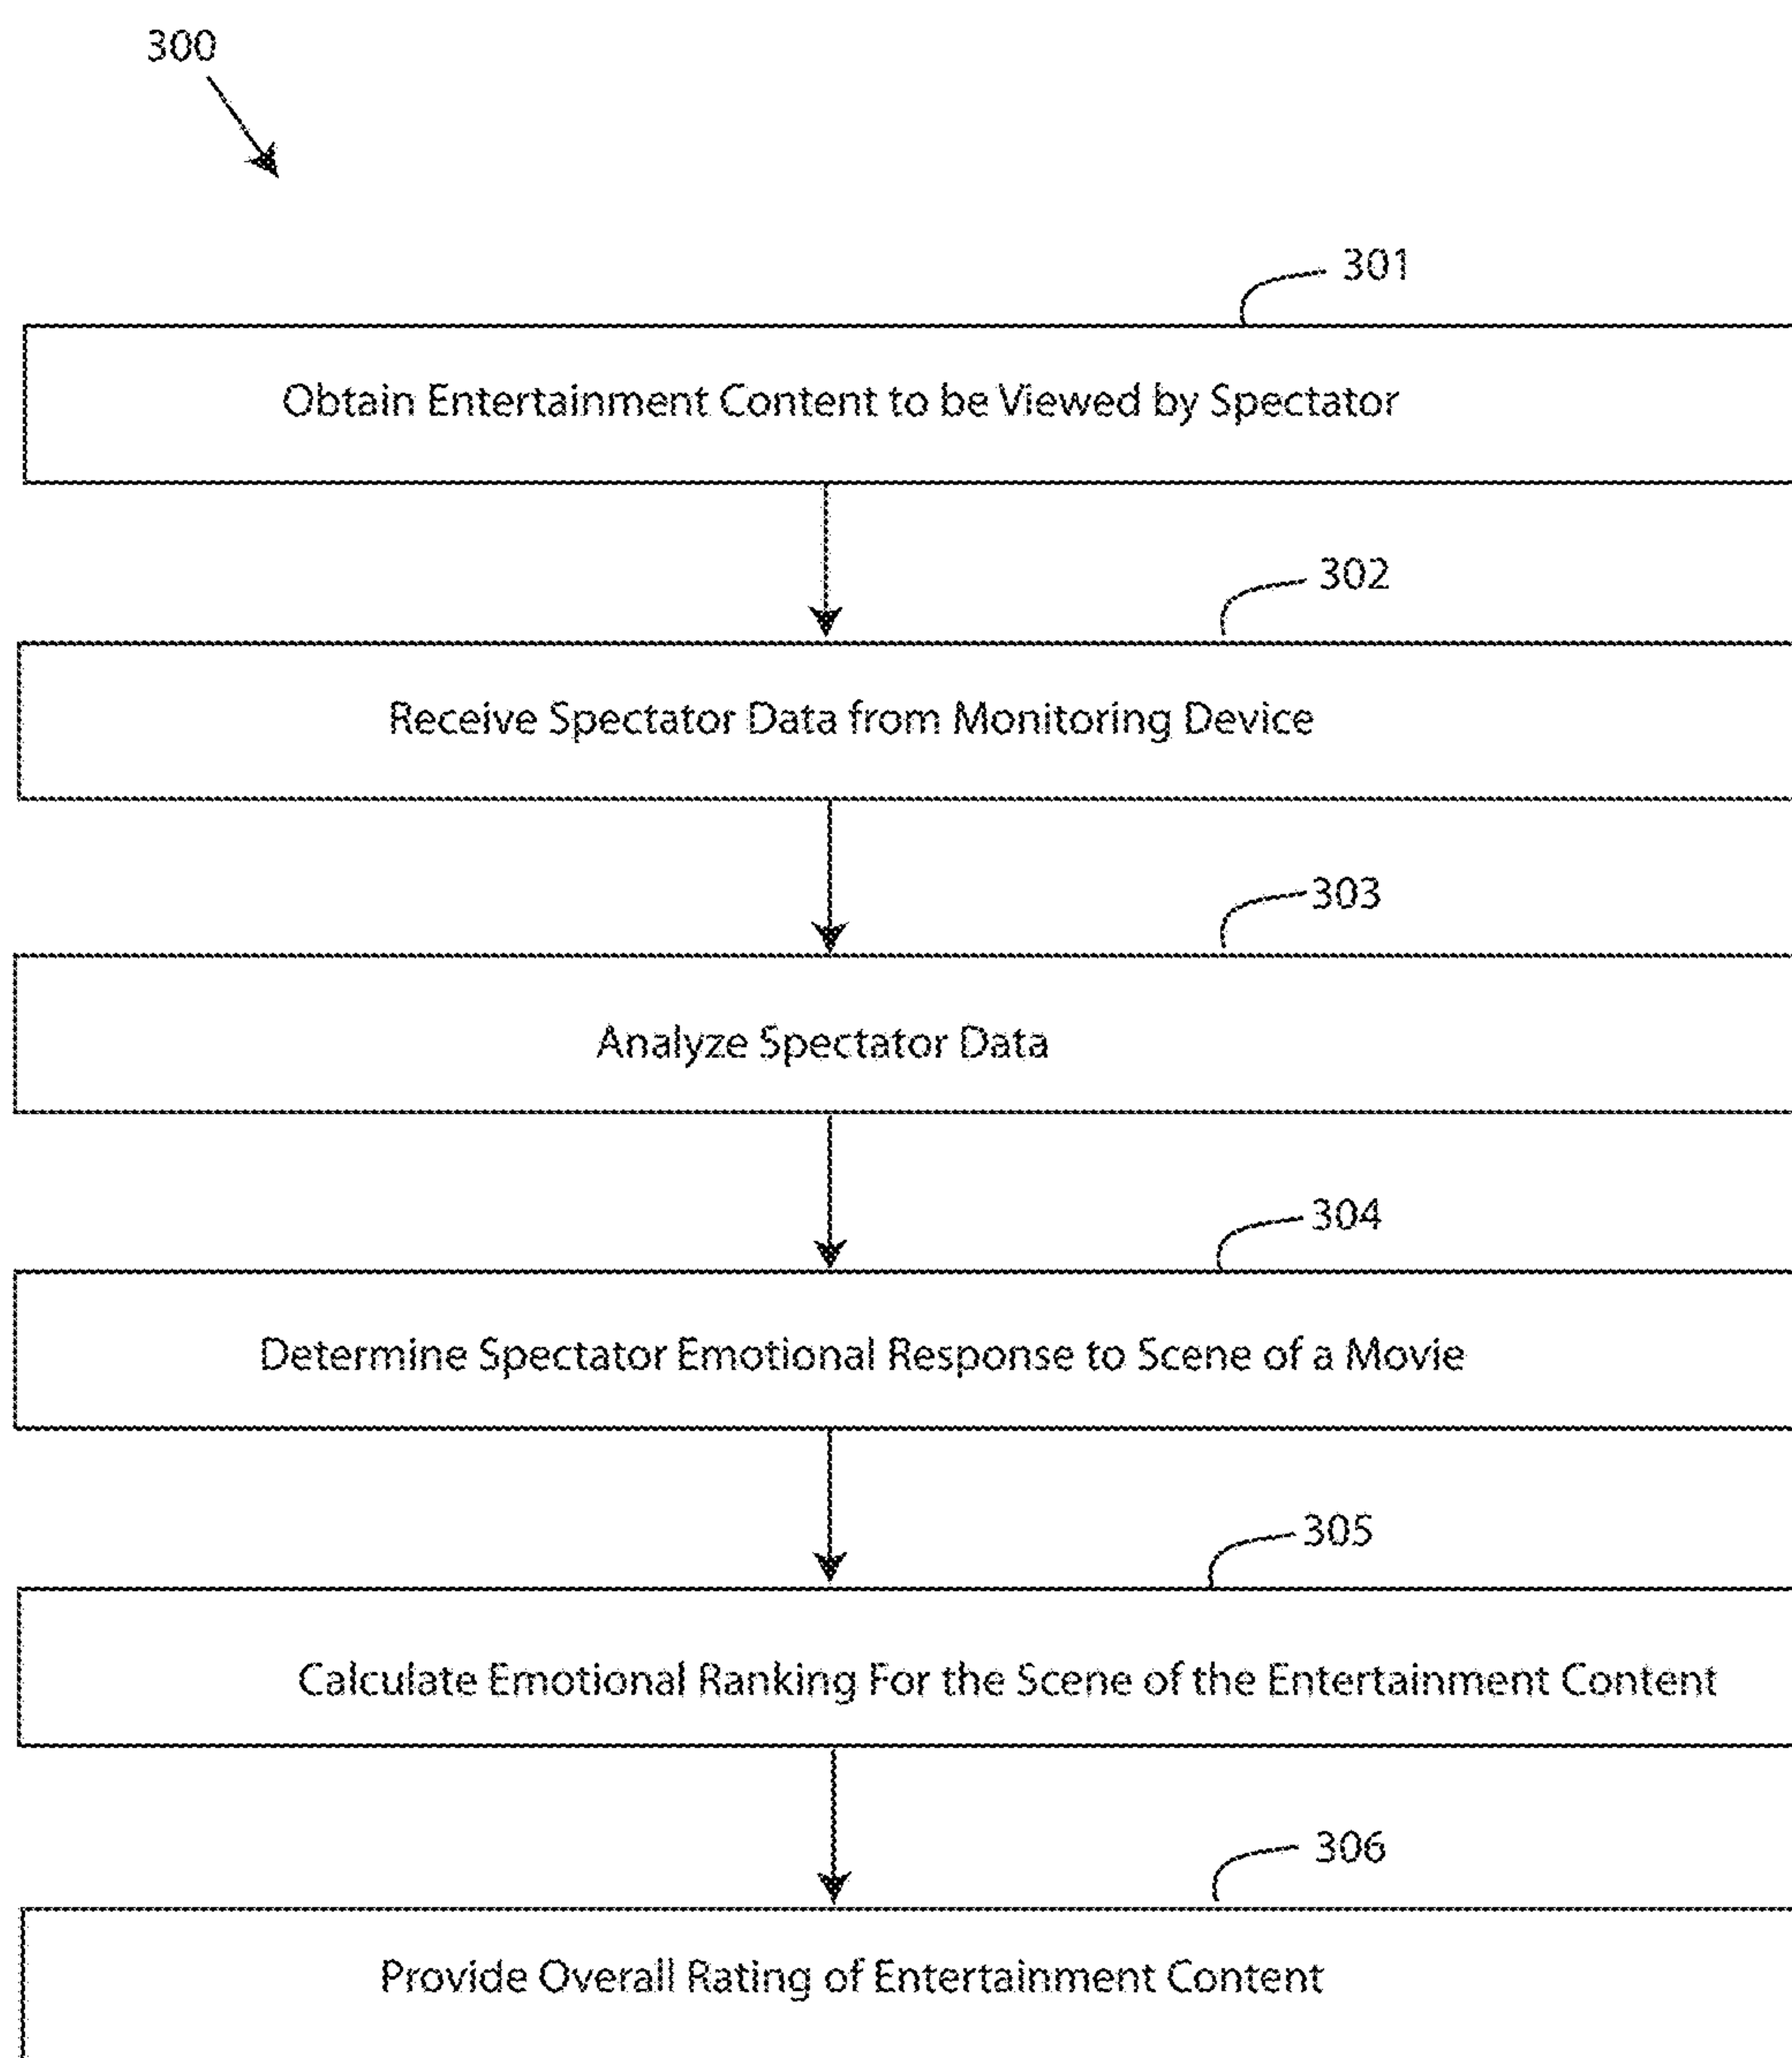 300
301
Obtain Entertainment Content to be Viewed by Spectator
302
Receive Spectator Data from Monitoring Device
303
Analyze Spectator Data
304
Determine Spectator Emotional Response to Scene of a Movie
305
Calculate Emotional Ranking For the Scene of the Entertainment Content
306
Provide Overall Rating of Entertainment Content